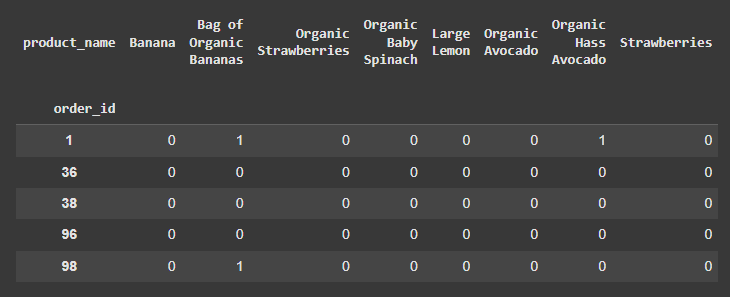 product_name Banana Bag of Organic Bananas Organic Strawberries Organic Baby Spinach Large Lemon Organic Avocado Organic Hass Avocado Strawberries
order_id
1 0 1 0 0 0 0 1 0
36 0 0 0 0 0 0 0 0
38 0 0 0 0 0 0 0 0
96 0 0 0 0 0 0 0 0
98 0 1 0 0 0 0 0 0